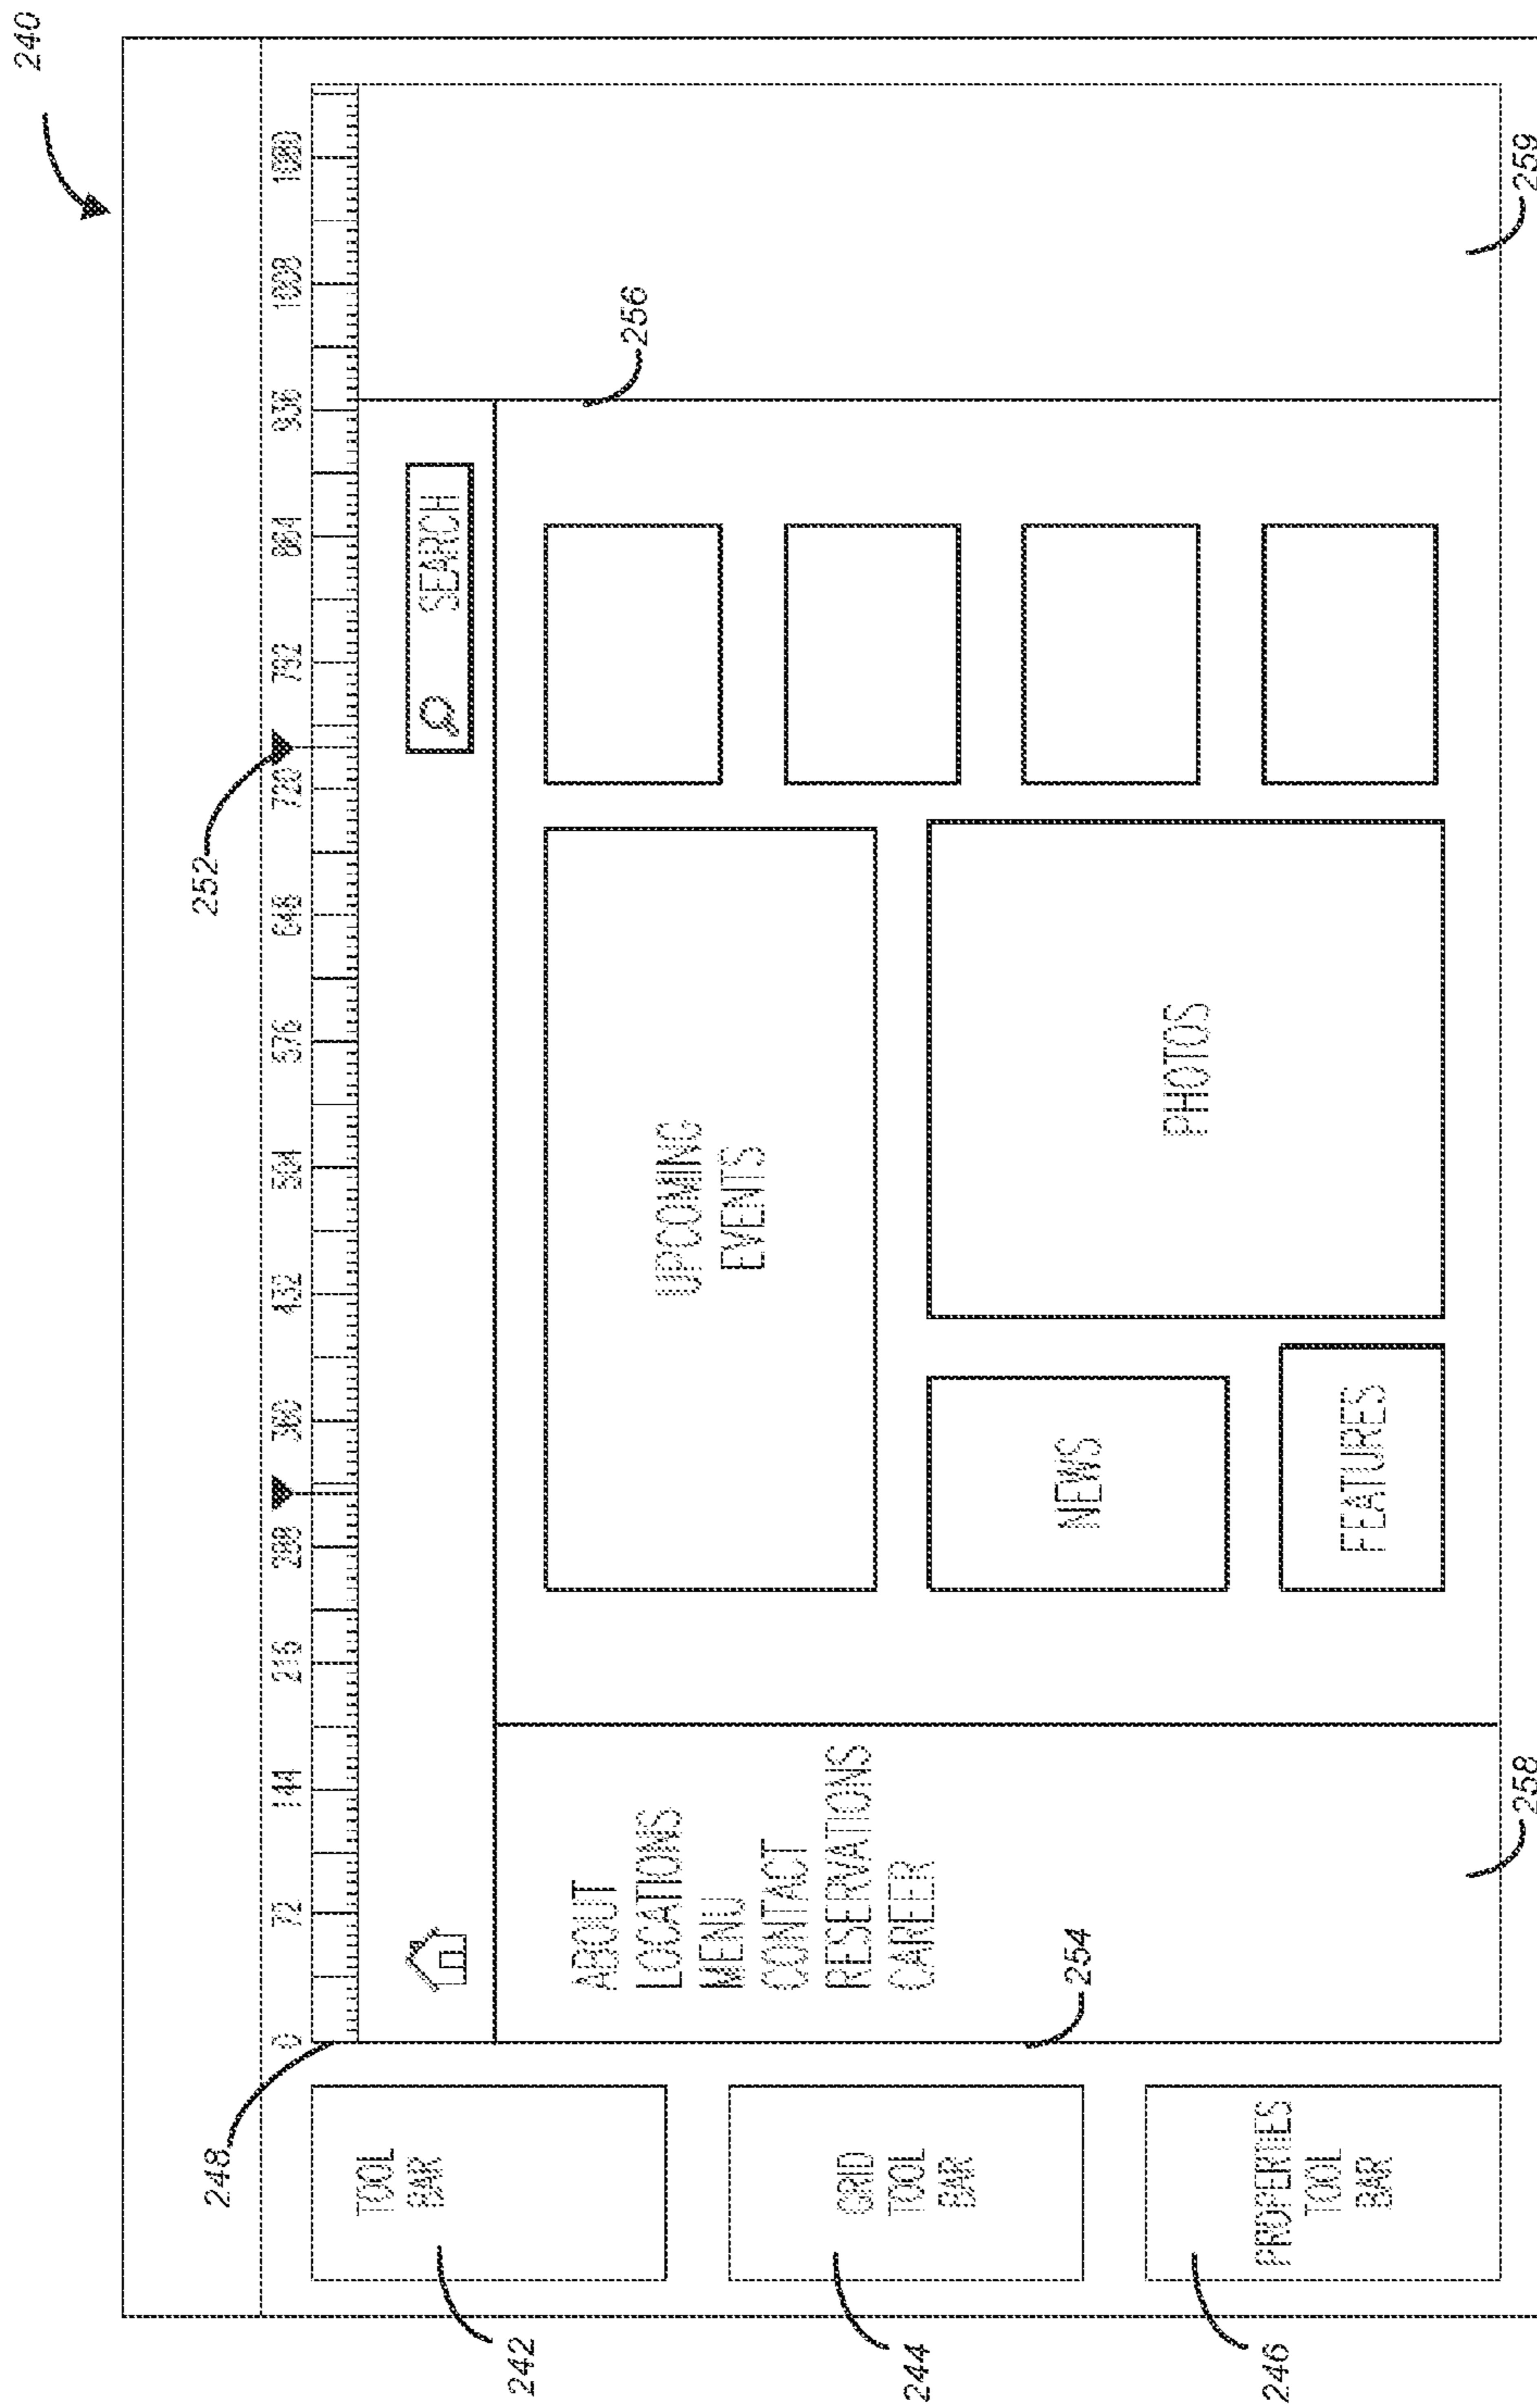 240
252
248
0 72 144 216 288 360 432 504 576 648 720 792 864 936 1008 1080
SEARCH
256
TOOL
BAR
242
GRID
TOOL
BAR
244
PROPERTIES
TOOL
BAR
246
ABOUT
LOCATIONS
MENU
CONTACT
RESERVATIONS
CAREER
254
UPCOMING
EVENTS
NEWS
PHOTOS
FEATURES
258
259